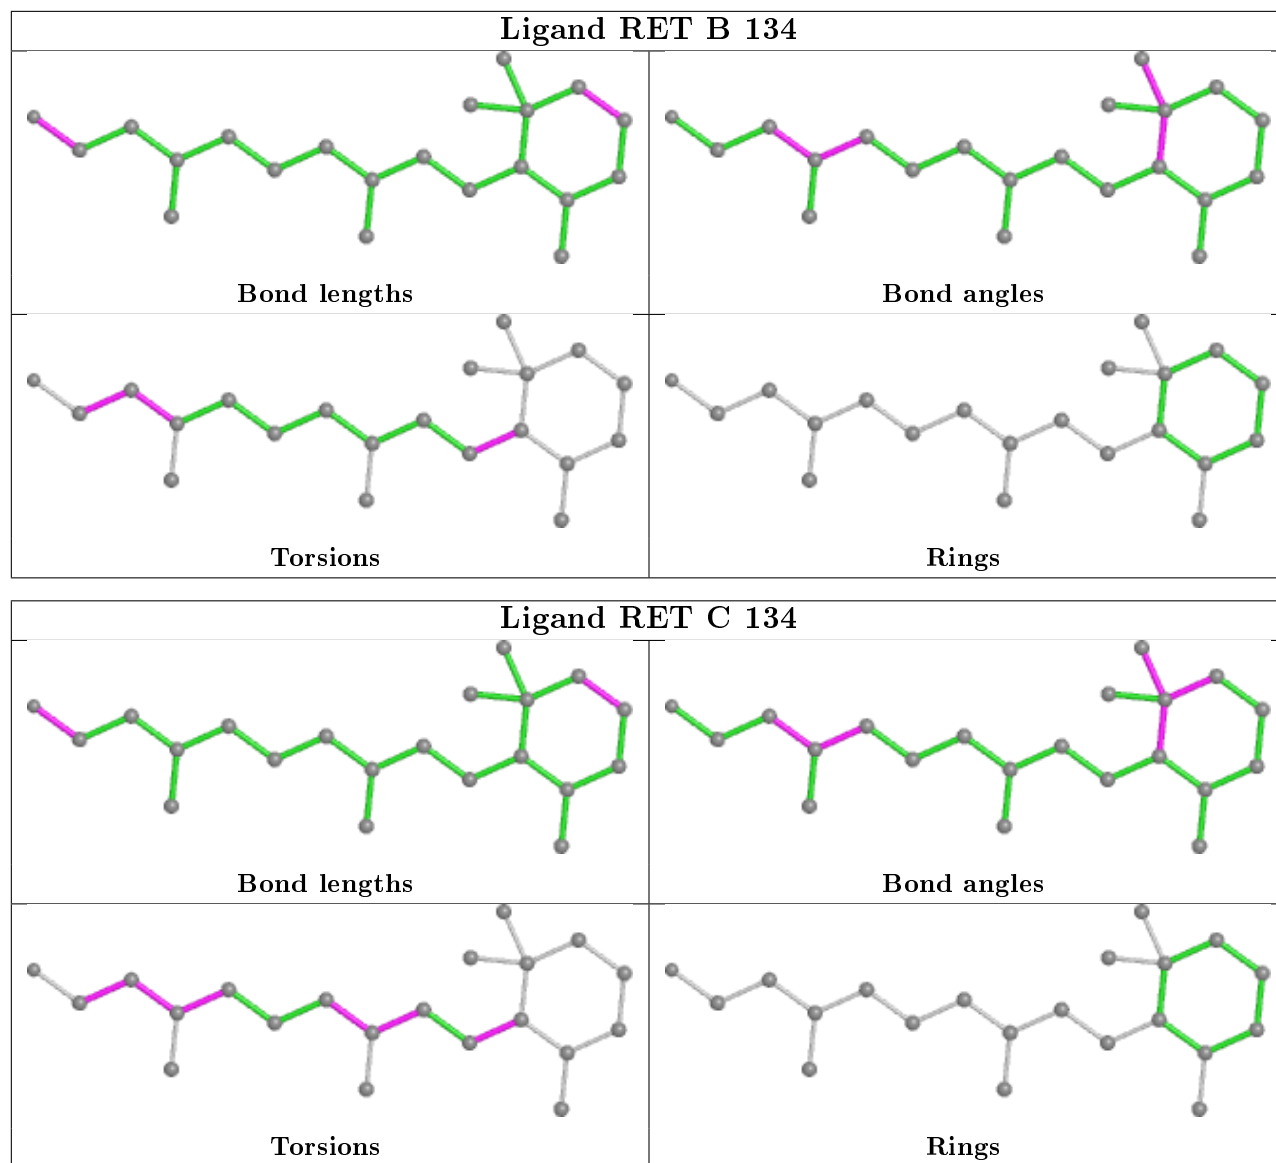 Ligand RET B 134
Bond lengths
Bond angles
Torsions
Rings
Ligand RET C 134
Bond lengths
Bond angles
Torsions
Rings